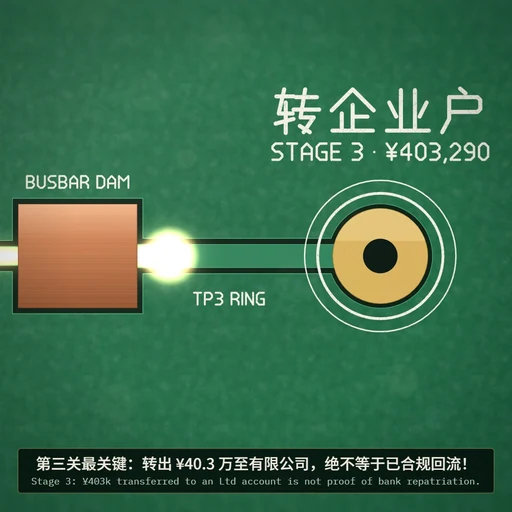 转企业户
STAGE 3 · ¥403,290
BUSBAR DAM
TP3 RING
第三关最关键：转出 ¥40.3 万至有限公司，绝不等于已合规回流！
Stage 3: ¥403k transferred to an Ltd account is not proof of bank repatriation.